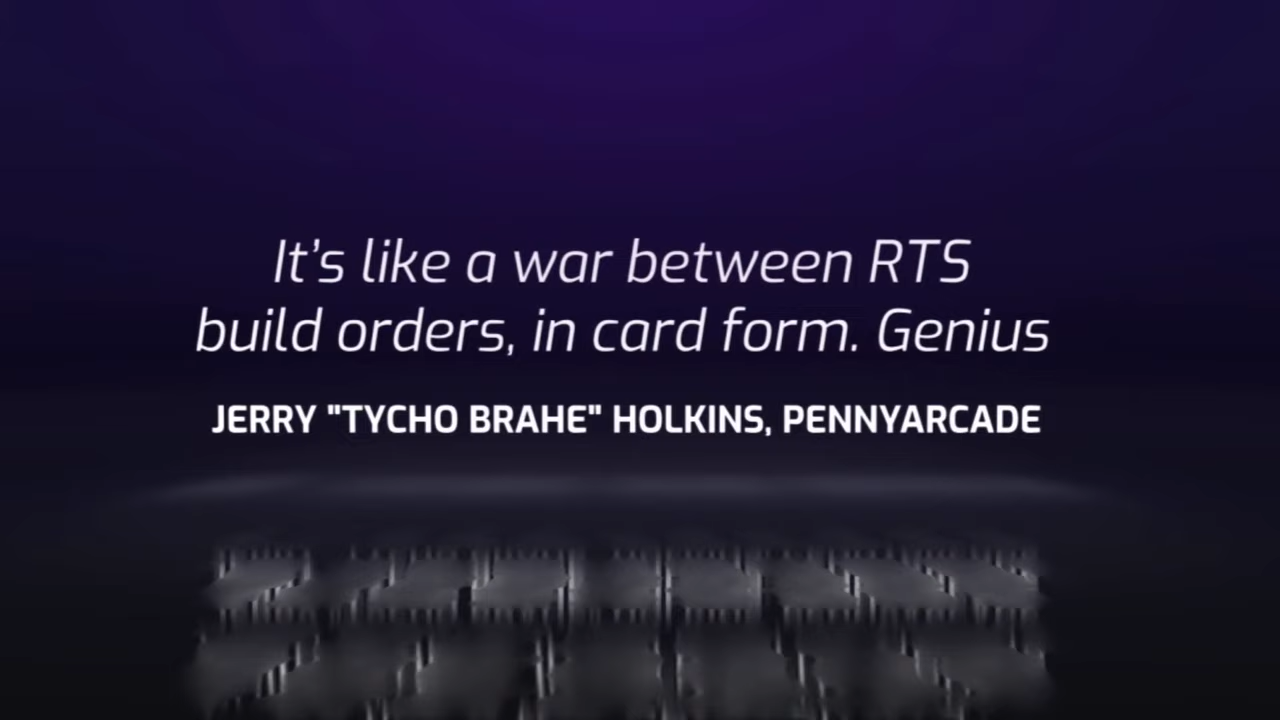 It’s like a war between RTS
build orders, in card form. Genius
JERRY "TYCHO BRAHE" HOLKINS, PENNYARCADE